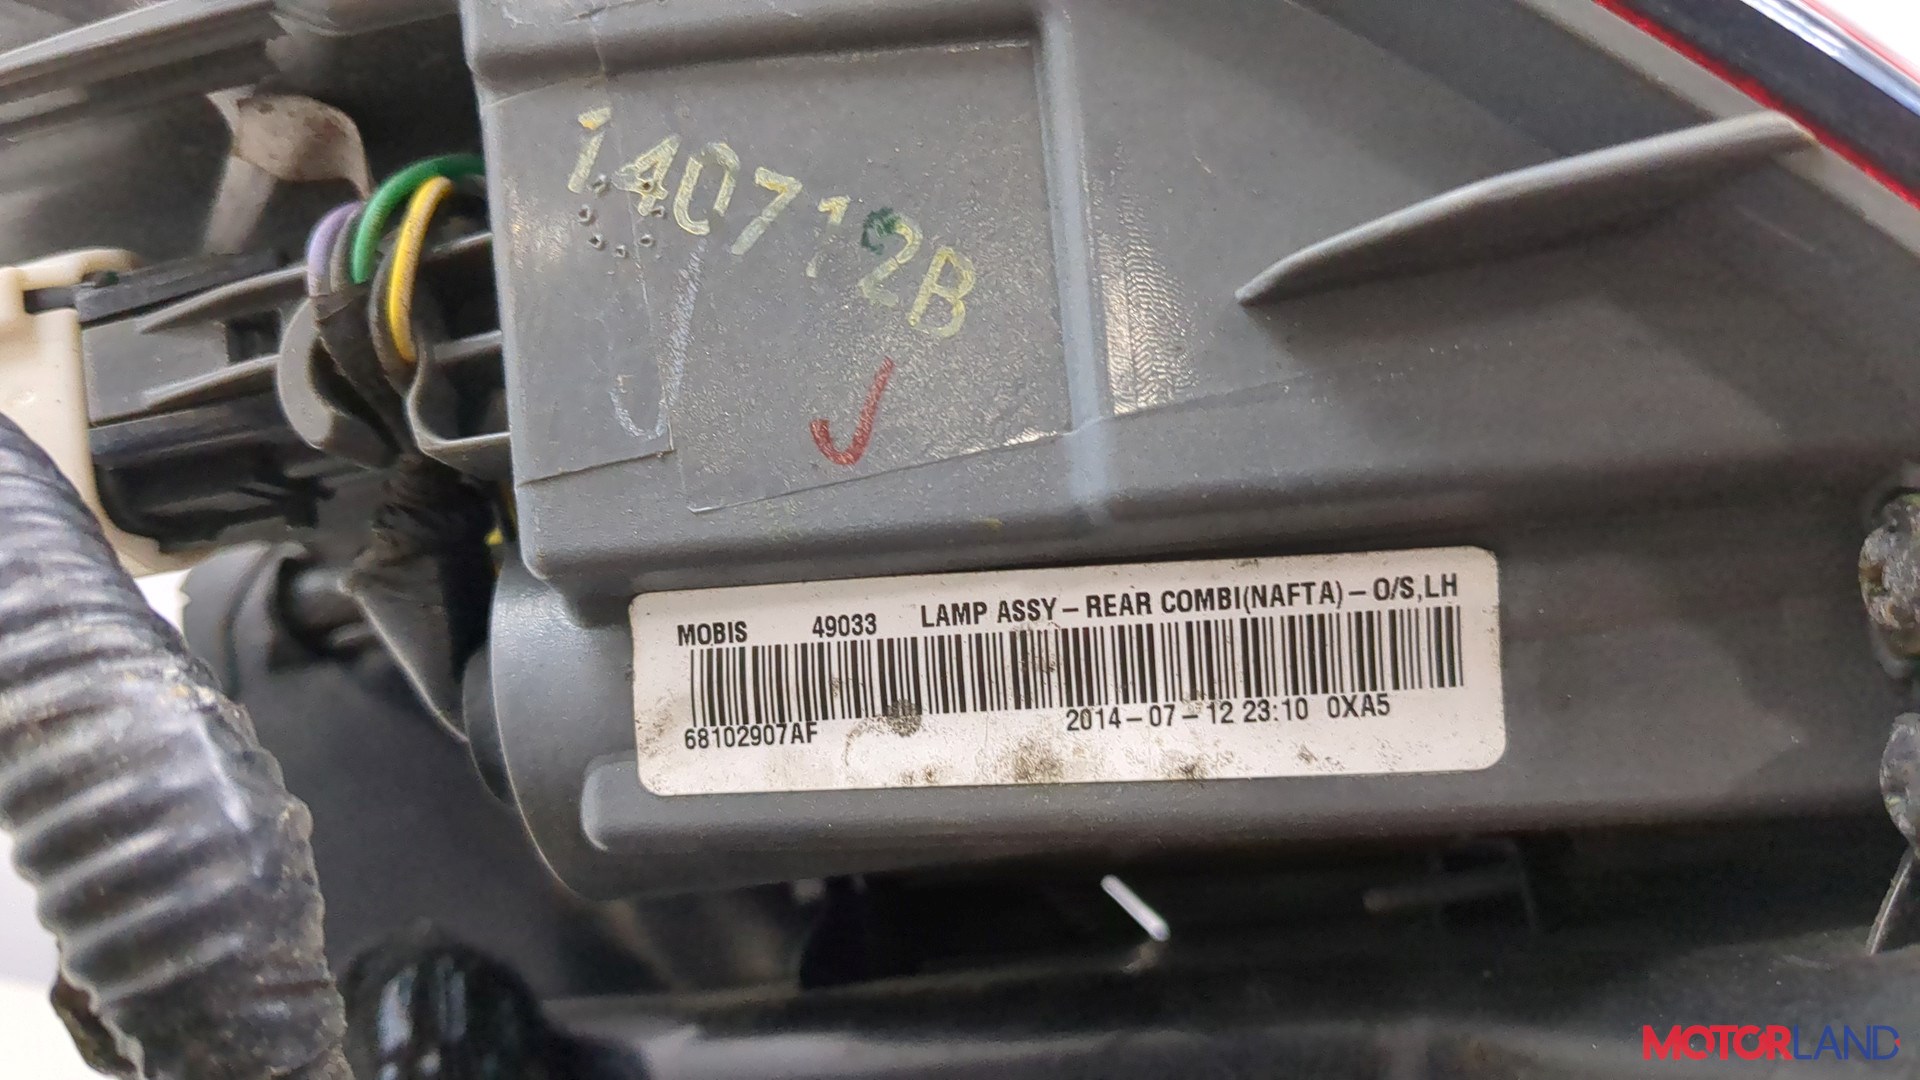 140712B
MOBIS 49033 LAMP ASSY - REAR COMBI(NAFTA) - O/S,LH
68102907AF 2014-07-12 23:10 0XA5
MOTORLAND